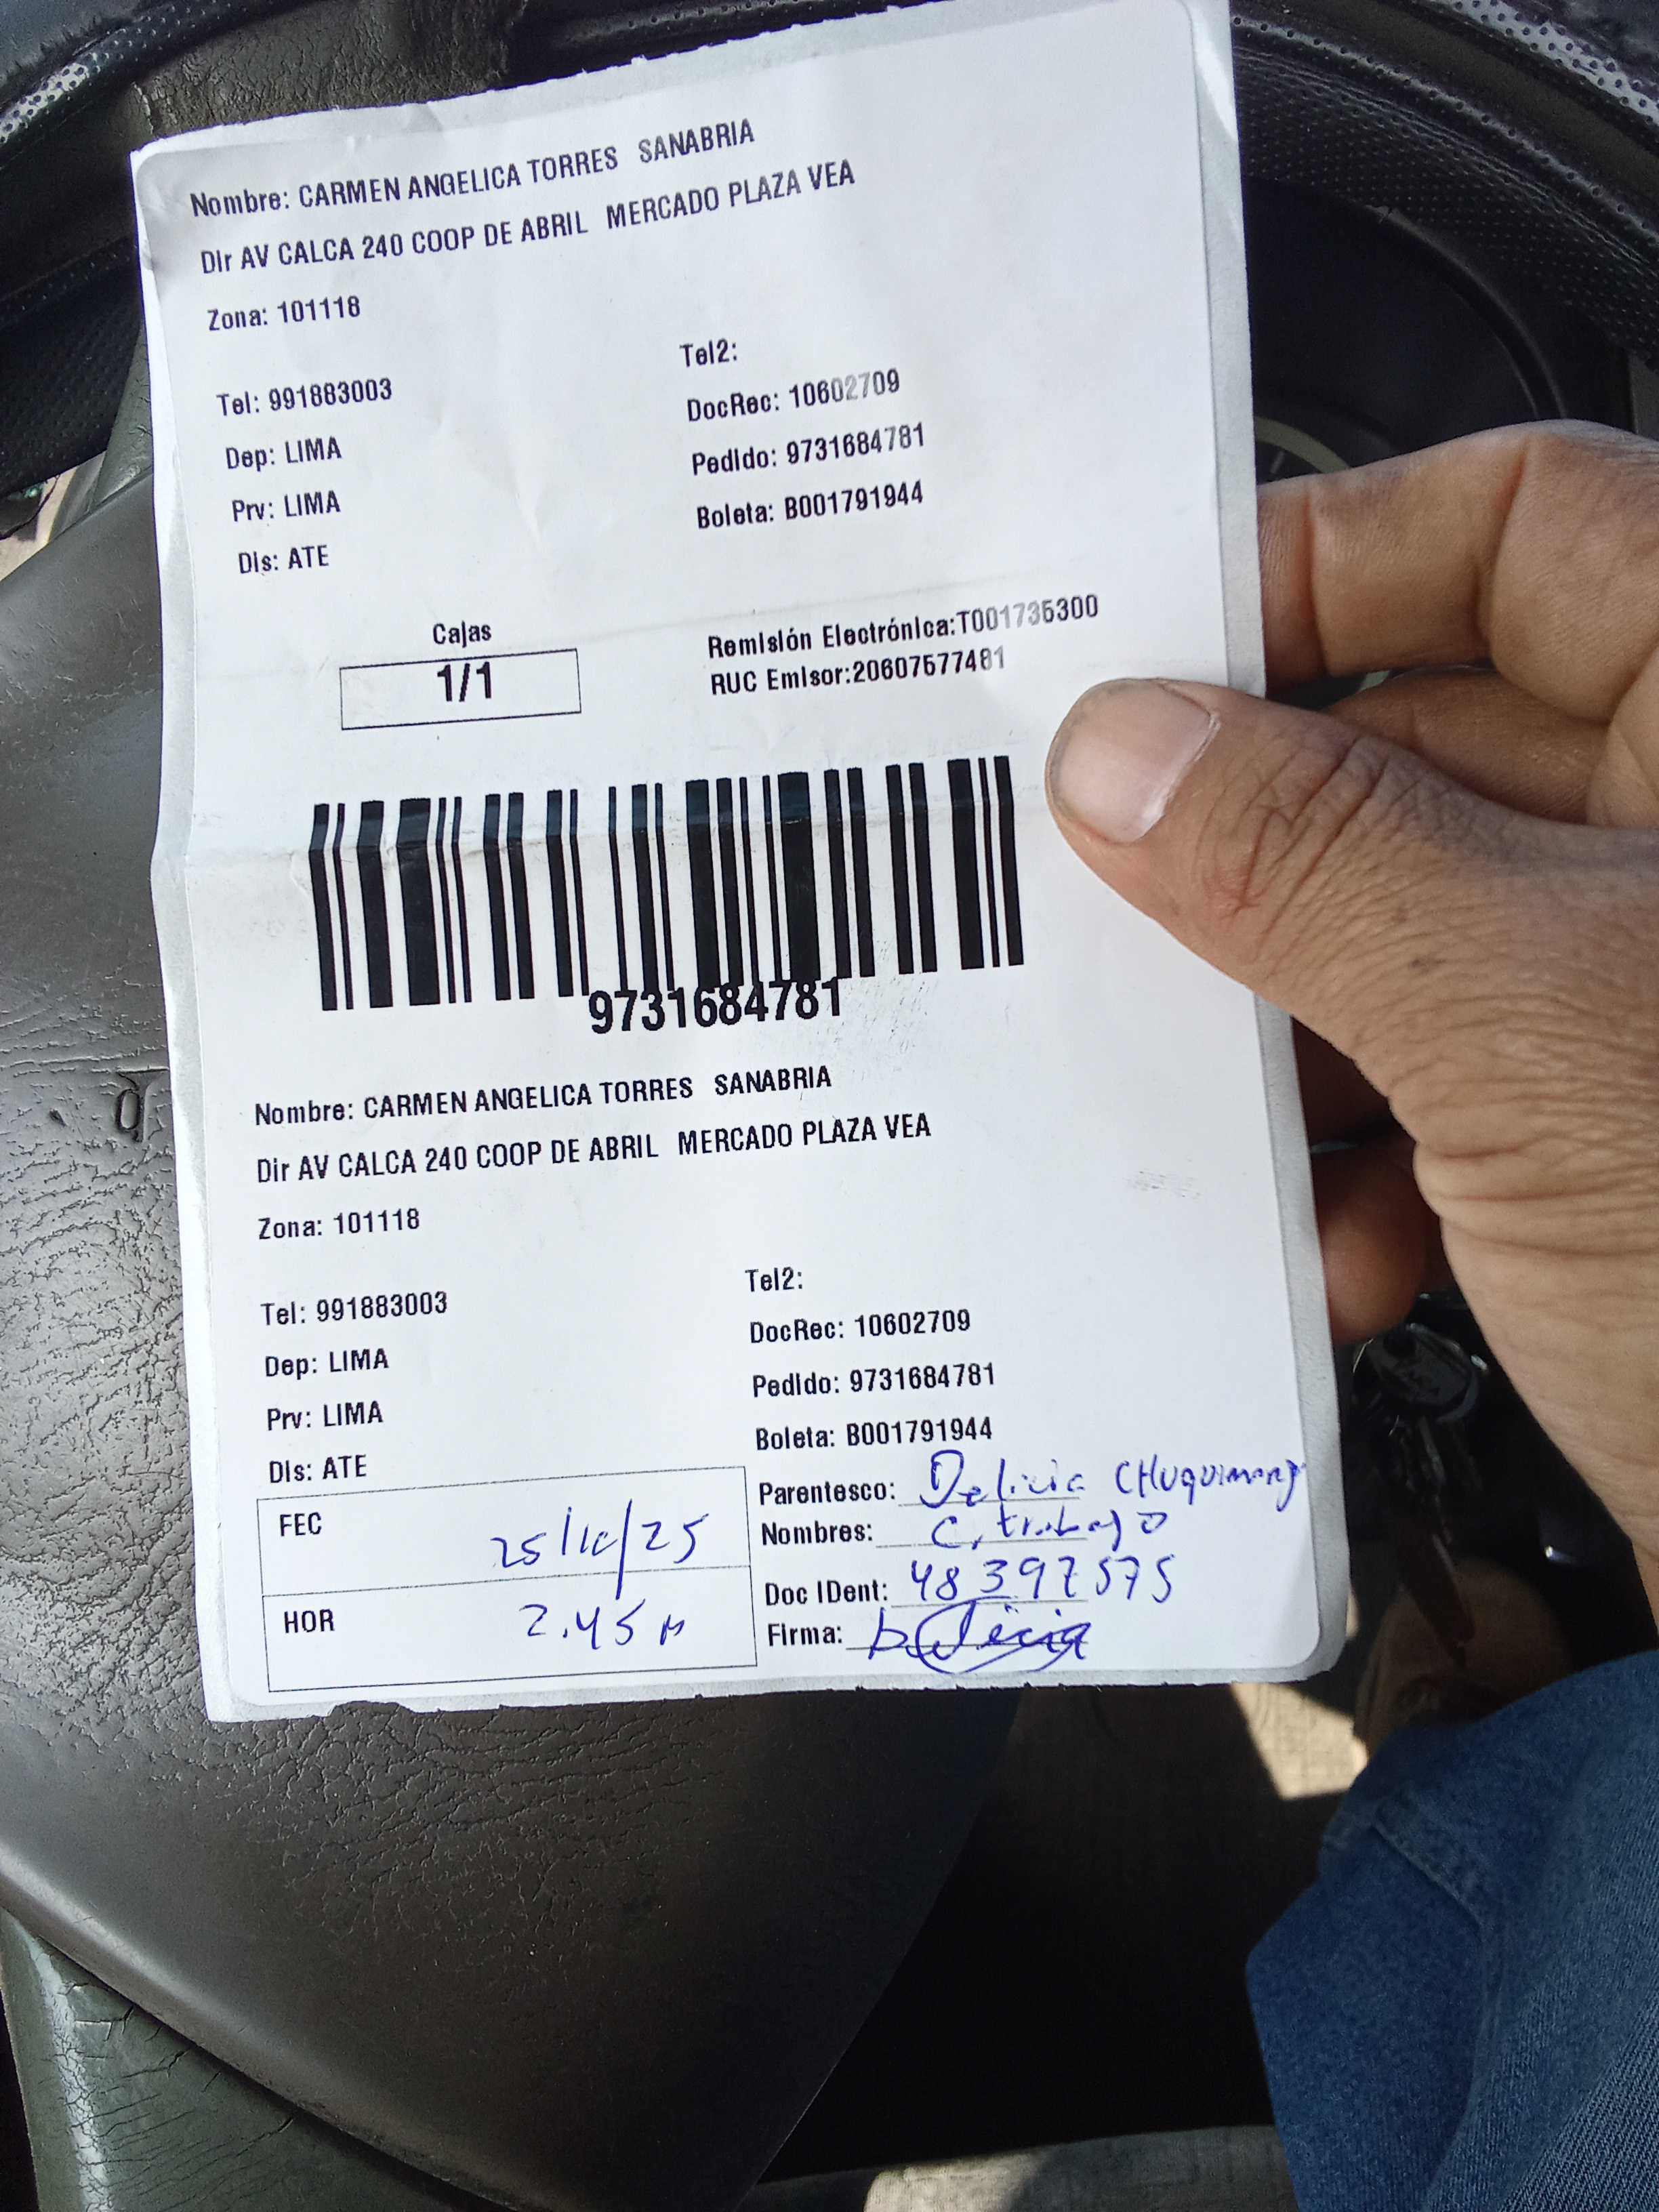 Nombre: CARMEN ANGELICA TORRES SANABRIA
Dir AV CALCA 240 COOP DE ABRIL MERCADO PLAZA VEA
Zona: 101118
Tel2:
Tel: 991883003
DocRec: 10602709
Dep: LIMA
Pedido: 9731684781
Prv: LIMA
Boleta: B001791944
Dis: ATE
Cajas
1/1
Remisión Electrónica:T001735300
RUC Emisor:20607577481
9731684781
Nombre: CARMEN ANGELICA TORRES SANABRIA
Dir AV CALCA 240 COOP DE ABRIL MERCADO PLAZA VEA
Zona: 101118
Tel2:
Tel: 991883003
DocRec: 10602709
Dep: LIMA
Pedido: 9731684781
Prv: LIMA
Boleta: B001791944
Dis: ATE
Parentesco: Delicia
FEC 25/10/25
Nombres: C. trabajo
Doc IDent: 48397575
HOR 2.45
Firma: Delicia